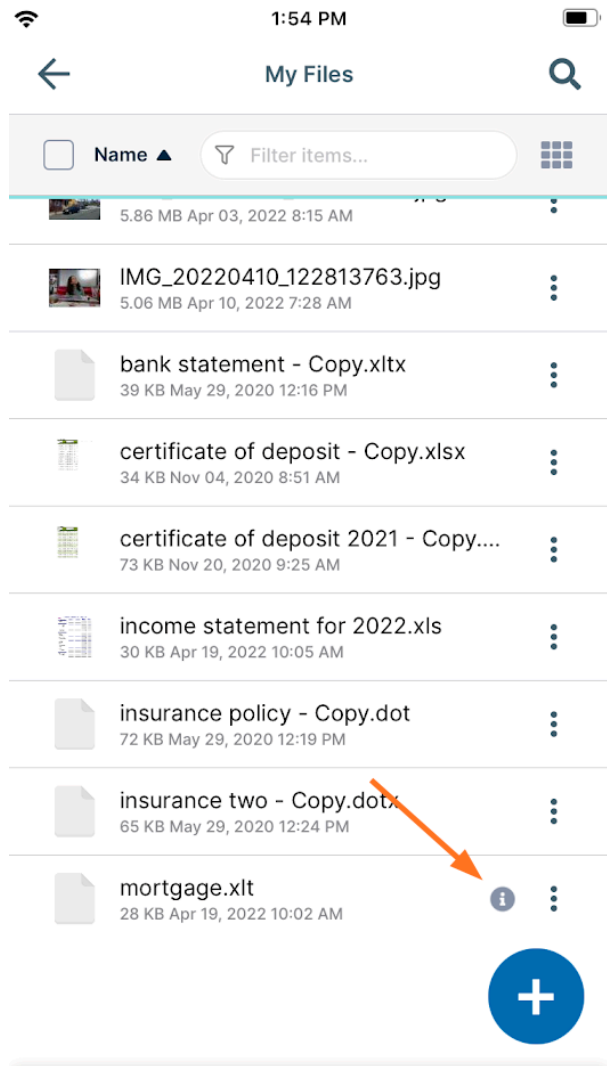 1:54 PM
My Files
Name
Filter items...
5.86 MB Apr 03, 2022 8:15 AM
IMG_20220410_122813763.jpg
5.06 MB Apr 10, 2022 7:28 AM
bank statement - Copy.xltx
39 KB May 29, 2020 12:16 PM
certificate of deposit - Copy.xlsx
34 KB Nov 04, 2020 8:51 AM
certificate of deposit 2021 - Copy....
73 KB Nov 20, 2020 9:25 AM
income statement for 2022.xls
30 KB Apr 19, 2022 10:05 AM
insurance policy - Copy.dot
72 KB May 29, 2020 12:19 PM
insurance two - Copy.dotx
65 KB May 29, 2020 12:24 PM
mortgage.xlt
28 KB Apr 19, 2022 10:02 AM